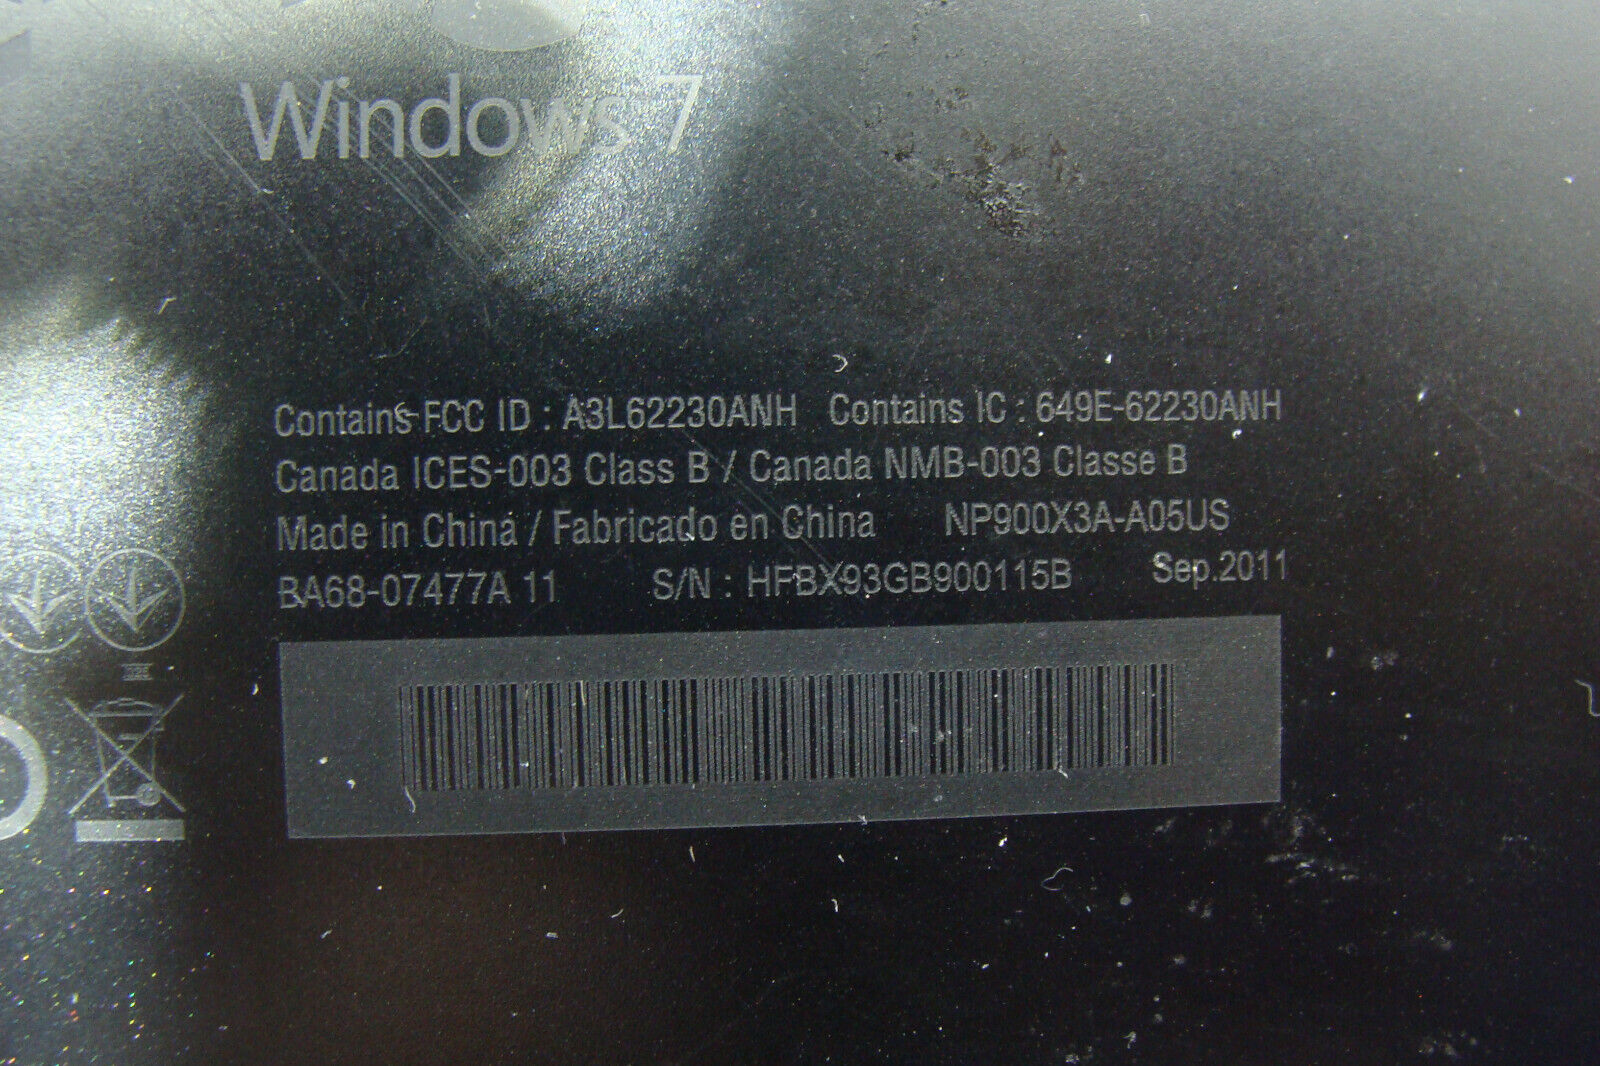 Windows 7
Contains FCC ID : A3L62230ANH Contains IC : 649E-62230ANH
Canada ICES-003 Class B / Canada NMB-003 Classe B
Made in China / Fabricado en China NP900X3A-A05US
BA68-07477A 11 S/N : HFBX93GB900115B Sep.2011